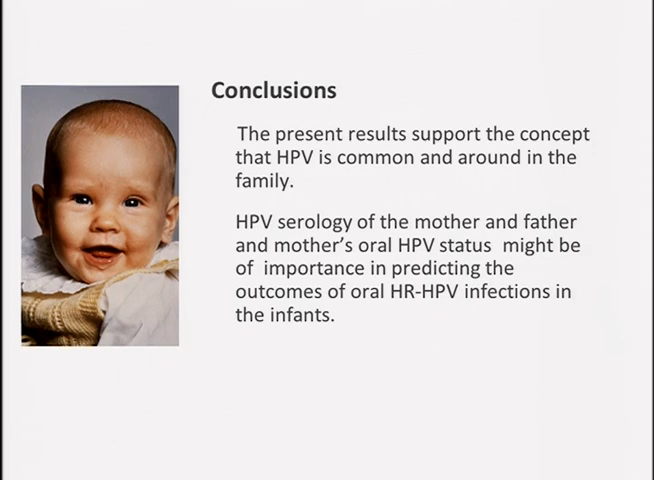 Conclusions
The present results support the concept
that HPV is common and around in the
family.
HPV serology of the mother and father
and mother's oral HPV status might be
of importance in predicting the
outcomes of oral HR-HPV infections in
the infants.